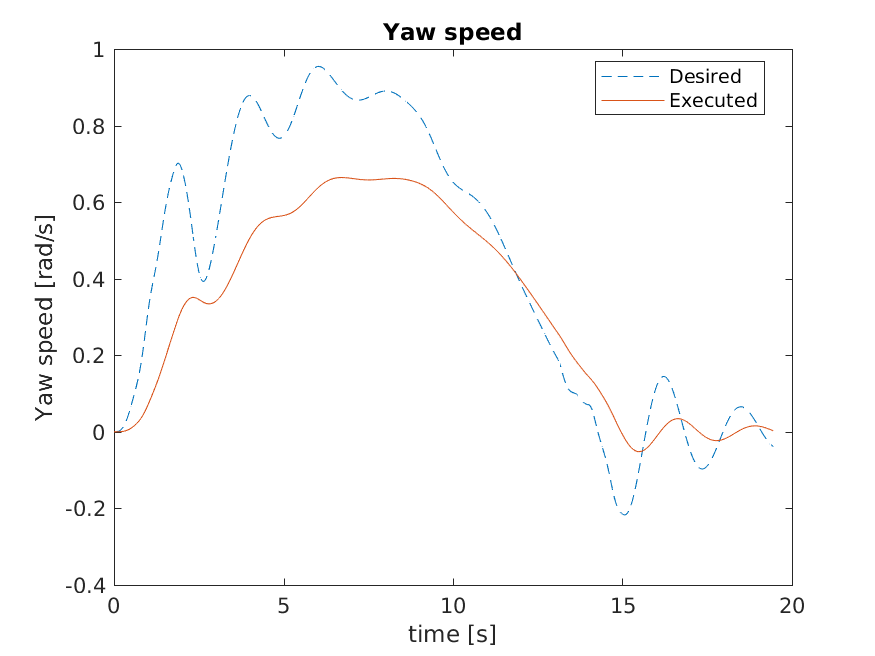 Yaw speed
Desired
Executed
Yaw speed [rad/s]
1
0.8
0.6
0.4
0.2
0
-0.2
-0.4
0 5 10 15 20
time [s]